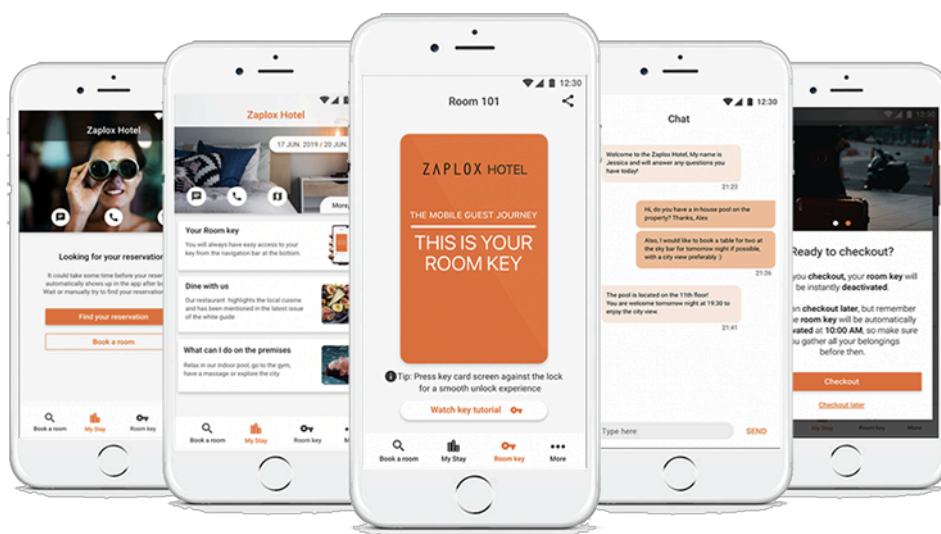 Zaplox Hotel
Looking for your reservation
It could take some time before your
automatically shows up in the app after
Wait or manually try to find your
Find your reservation
Book a room
Book a room
My Stay
Room key
Zaplox Hotel
17 JUN. 2019 / 20 JUN.
More
Your Room key
You will always have easy access to your
key from the navigation bar at the bottom.
Dine with us
Our restaurant highlights the local cuisine
and has been mentioned in the latest issue
of the white guide
What can I do on the premises
Relax in our indoor pool, go to the gym,
have a massage or explore the city
Book a room
My Stay
Room key
12:30
Room 101
ZAPLOX HOTEL
THE MOBILE GUEST JOURNEY
THIS IS YOUR
ROOM KEY
Tip: Press key card screen against the lock
for a smooth unlock experience
Watch key tutorial
Book a room
My Stay
Room key
More
12:30
Chat
Welcome to the Zaplox Hotel, My name is
Jessica and will answer any questions you
have today!
21:23
Hi, do you have a in-house pool on the
property? Thanks, Alex
Also, I would like to book a table for two at
the sky bar for tomorrow night if possible,
with a city view preferably :)
21:36
The pool is located on the 11th floor!
You are welcome tomorrow night at 19:30 to
enjoy the city view.
21:41
Type here
SEND
12:30
Ready to checkout?
you checkout, your room key will
be instantly deactivated.
checkout later, but remember
room key will be automatically
at 10:00 AM, so make sure
gather all your belongings
before then.
Checkout
Checkout later
My Stay
Room key
More